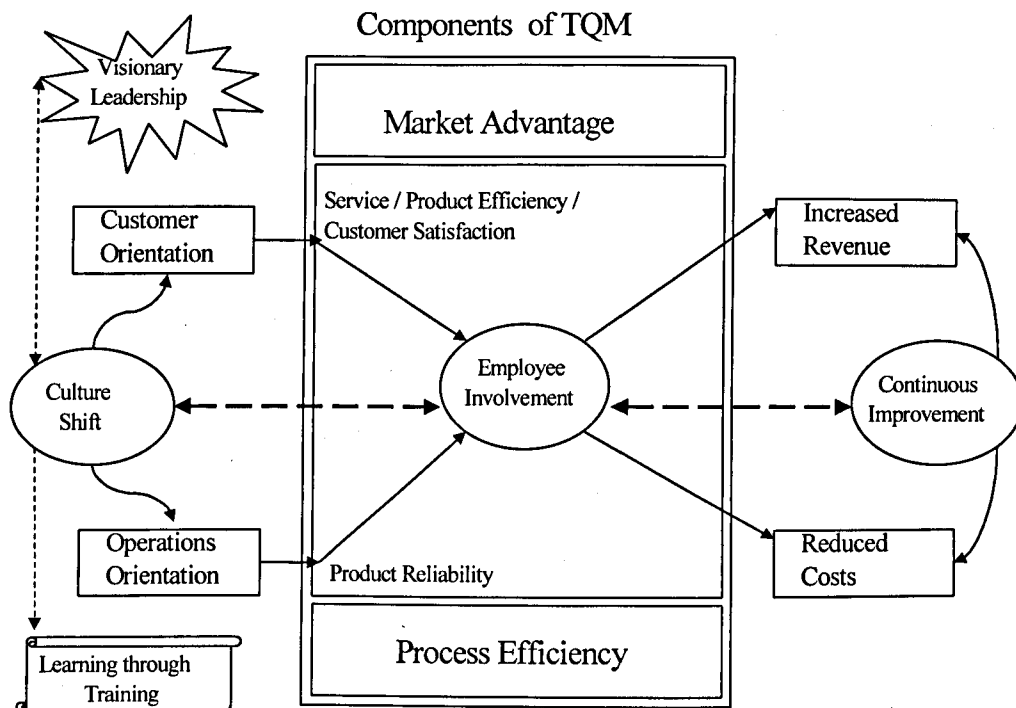 Components of TQM
Visionary
Leadership
Market Advantage
Customer
Orientation
Service / Product Efficiency /
Customer Satisfaction
Increased
Revenue
Culture
Shift
Employee
Involvement
Continuous
Improvement
Operations
Orientation
Product Reliability
Reduced
Costs
Learning through
Training
Process Efficiency